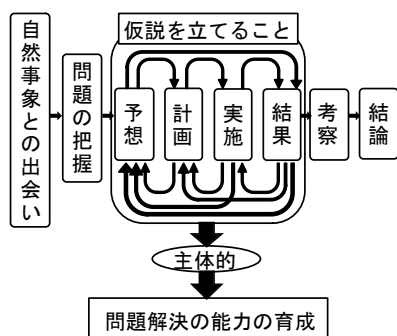 仮説を立てること
自然事象との出会い
問題の把握
予想
計画
実施
結果
考察
結論
主体的
問題解決の能力の育成